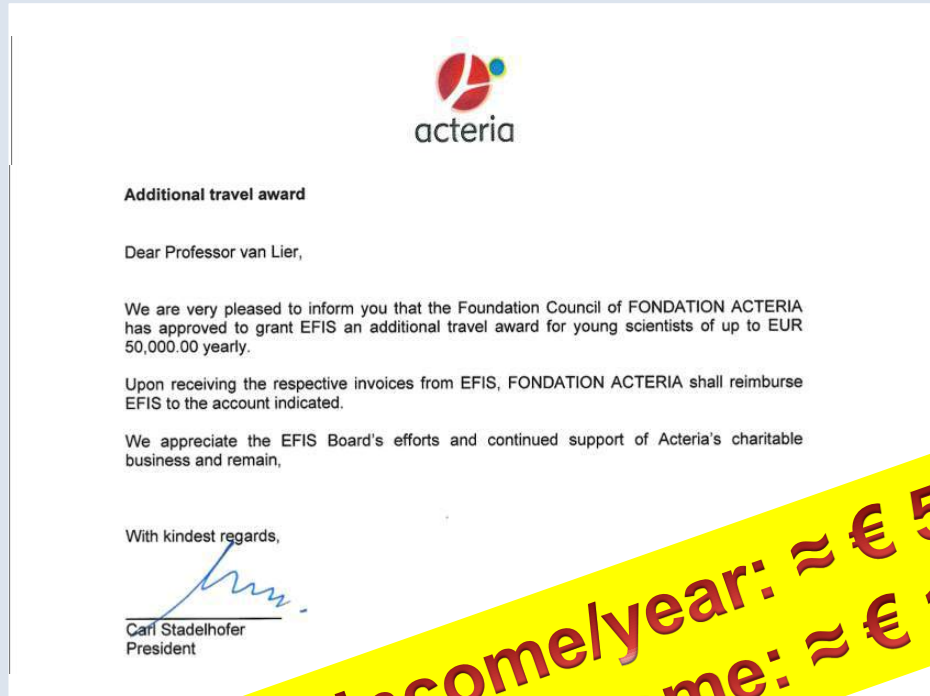 acteria
Additional travel award
Dear Professor van Lier,
We are very pleased to inform you that the Foundation Council of FONDATION ACTERIA
has approved to grant EFIS an additional travel award for young scientists of up to EUR
50,000.00 yearly.
Upon receiving the respective invoices from EFIS, FONDATION ACTERIA shall reimburse
EFIS to the account indicated.
We appreciate the EFIS Board's efforts and continued support of Acteria's charitable
business and remain,
With kindest regards,
Carl Stadelhofer
President
come/year: ≈ € 5
me: ≈ €